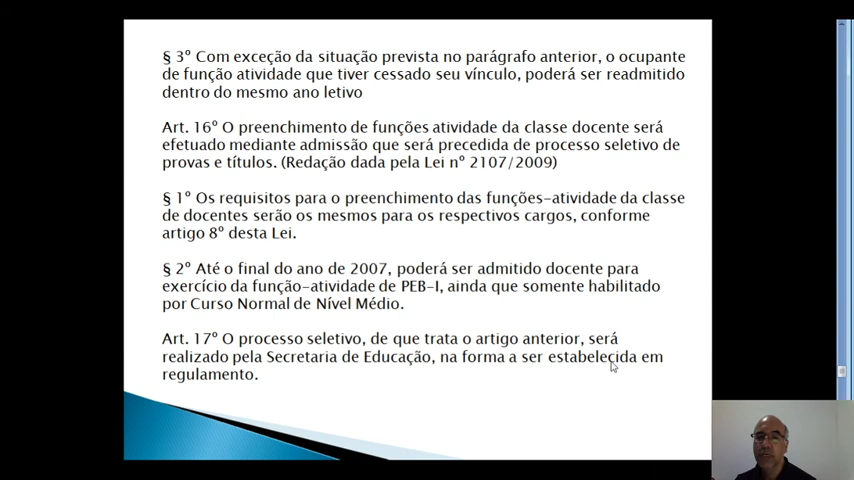 § 3º Com exceção da situação prevista no parágrafo anterior, o ocupante
de função atividade que tiver cessado seu vínculo, poderá ser readmitido
dentro do mesmo ano letivo
Art. 16º O preenchimento de funções atividade da classe docente será
efetuado mediante admissão que será precedida de processo seletivo de
provas e títulos. (Redação dada pela Lei nº 2107/2009)
§ 1º Os requisitos para o preenchimento das funções-atividade da classe
de docentes serão os mesmos para os respectivos cargos, conforme
artigo 8º desta Lei.
§ 2º Até o final do ano de 2007, poderá ser admitido docente para
exercício da função-atividade de PEB-I, ainda que somente habilitado
por Curso Normal de Nível Médio.
Art. 17º O processo seletivo, de que trata o artigo anterior, será
realizado pela Secretaria de Educação, na forma a ser estabelecida em
regulamento.